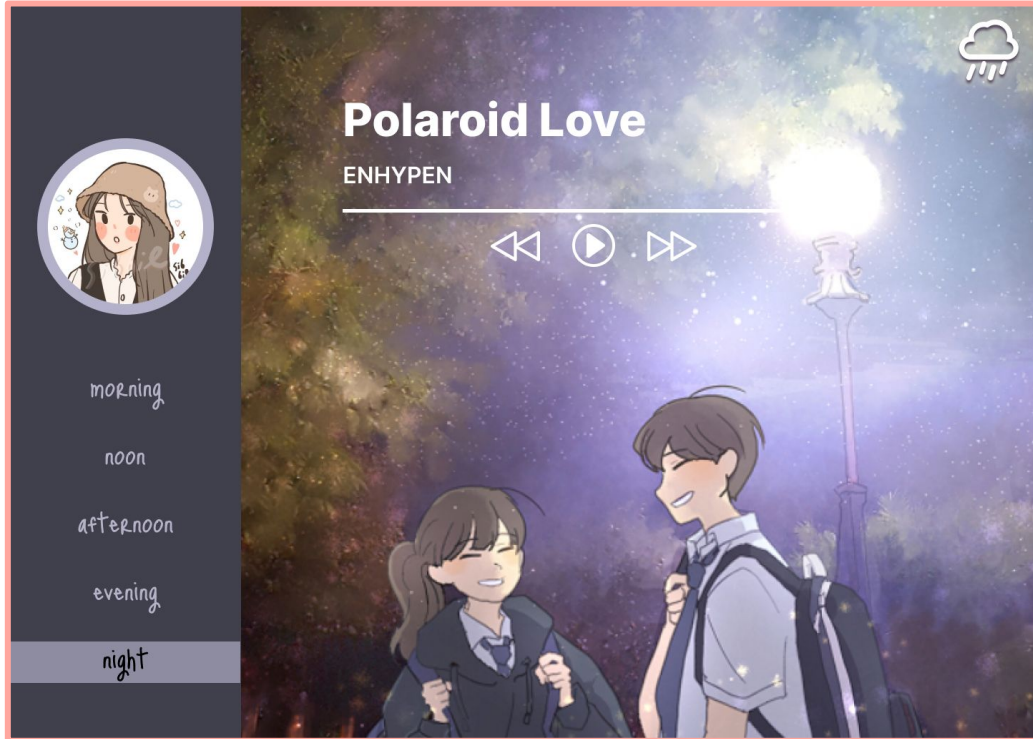 Polaroid Love
ENHYPEN
morning
noon
afternoon
evening
night